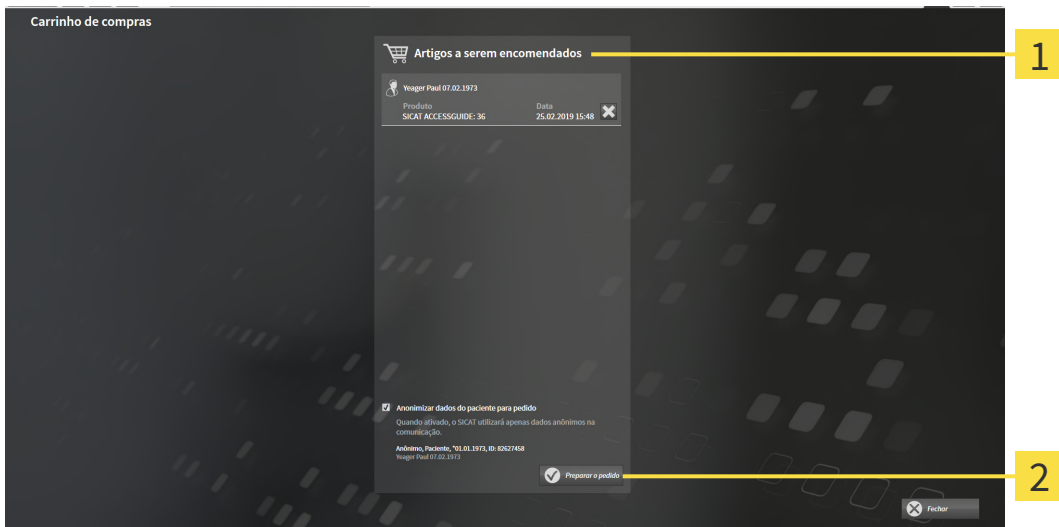 Carrinho de compras
Artigos a serem encomendados
1
Yeager Paul 07.02.1973
Produto Data
SICAT ACCESSGUIDE: 36 25.02.2019 15:48
Anonimizar dados do paciente para pedido
Quando ativado, o SICAT utilizará apenas dados anônimos na
comunicação.
Anônimo, Paciente, *01.01.1973, ID: 82627458
Yeager Paul 07.02.1973
Preparar o pedido
2
Fechar